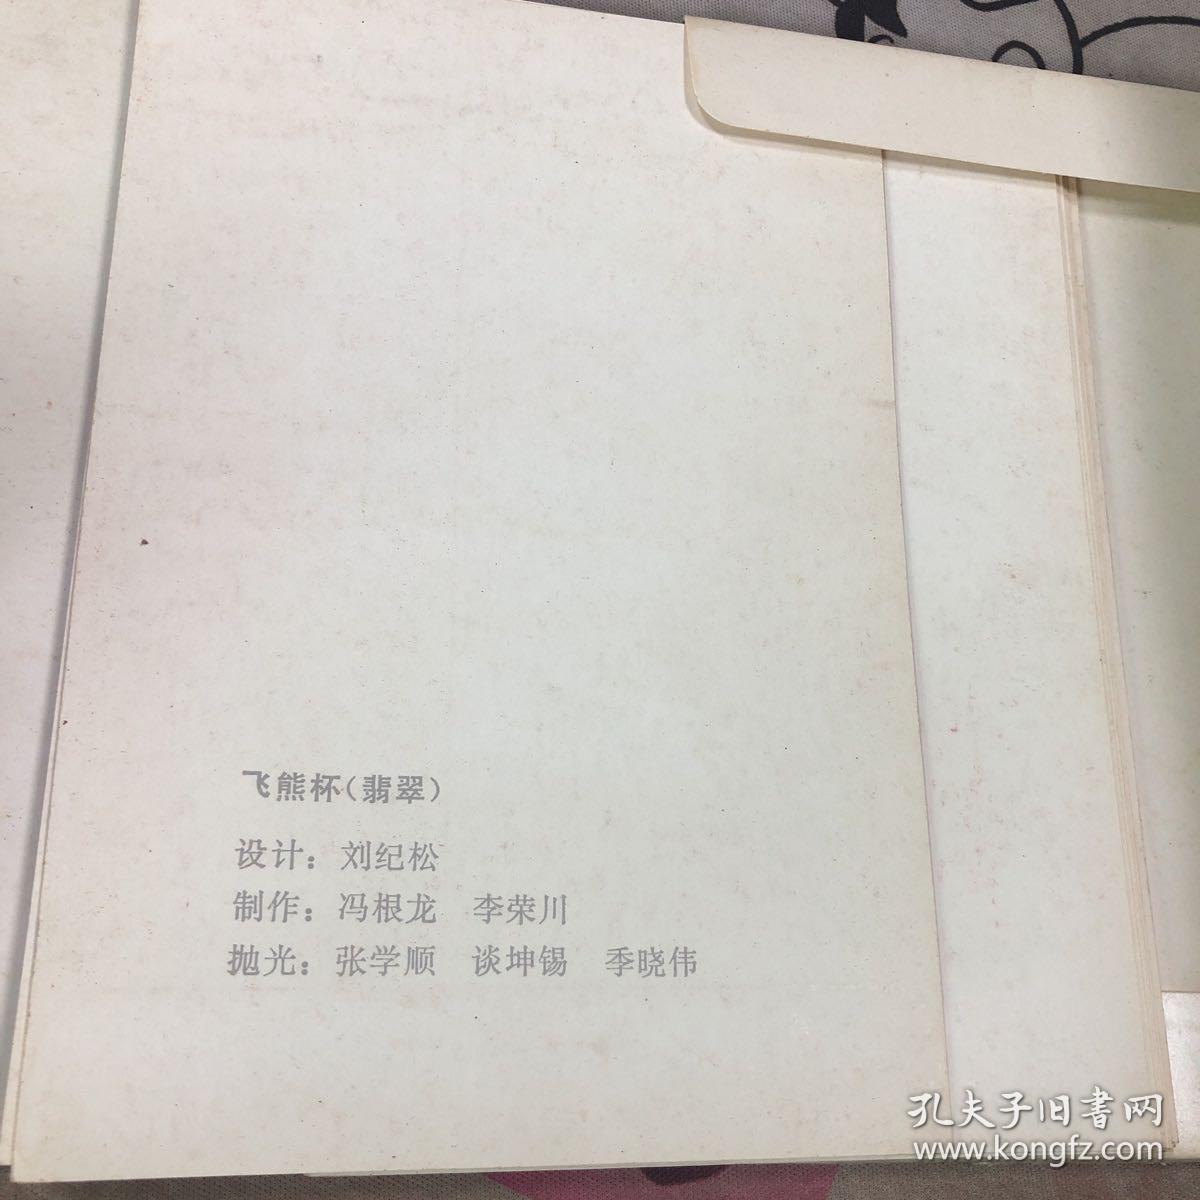 飞熊杯（翡翠）
设计：刘纪松
制作：冯根龙 李荣川
抛光：张学顺 谈坤锡 季晓伟
孔夫子旧书网
www.kongfz.com